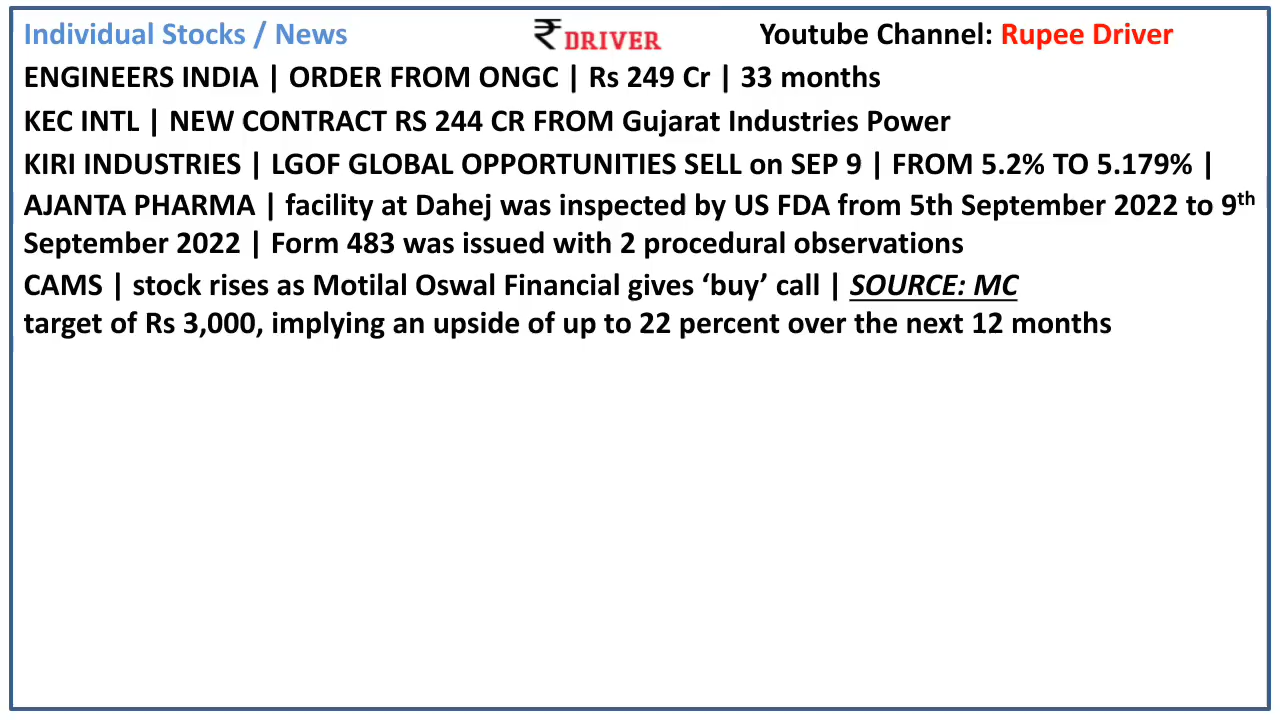 Individual Stocks / News ₹ DRIVER Youtube Channel: Rupee Driver
ENGINEERS INDIA | ORDER FROM ONGC | Rs 249 Cr | 33 months
KEC INTL | NEW CONTRACT RS 244 CR FROM Gujarat Industries Power
KIRI INDUSTRIES | LGOF GLOBAL OPPORTUNITIES SELL on SEP 9 | FROM 5.2% TO 5.179% |
AJANTA PHARMA | facility at Dahej was inspected by US FDA from 5th September 2022 to 9th
September 2022 | Form 483 was issued with 2 procedural observations
CAMS | stock rises as Motilal Oswal Financial gives ‘buy’ call | SOURCE: MC
target of Rs 3,000, implying an upside of up to 22 percent over the next 12 months